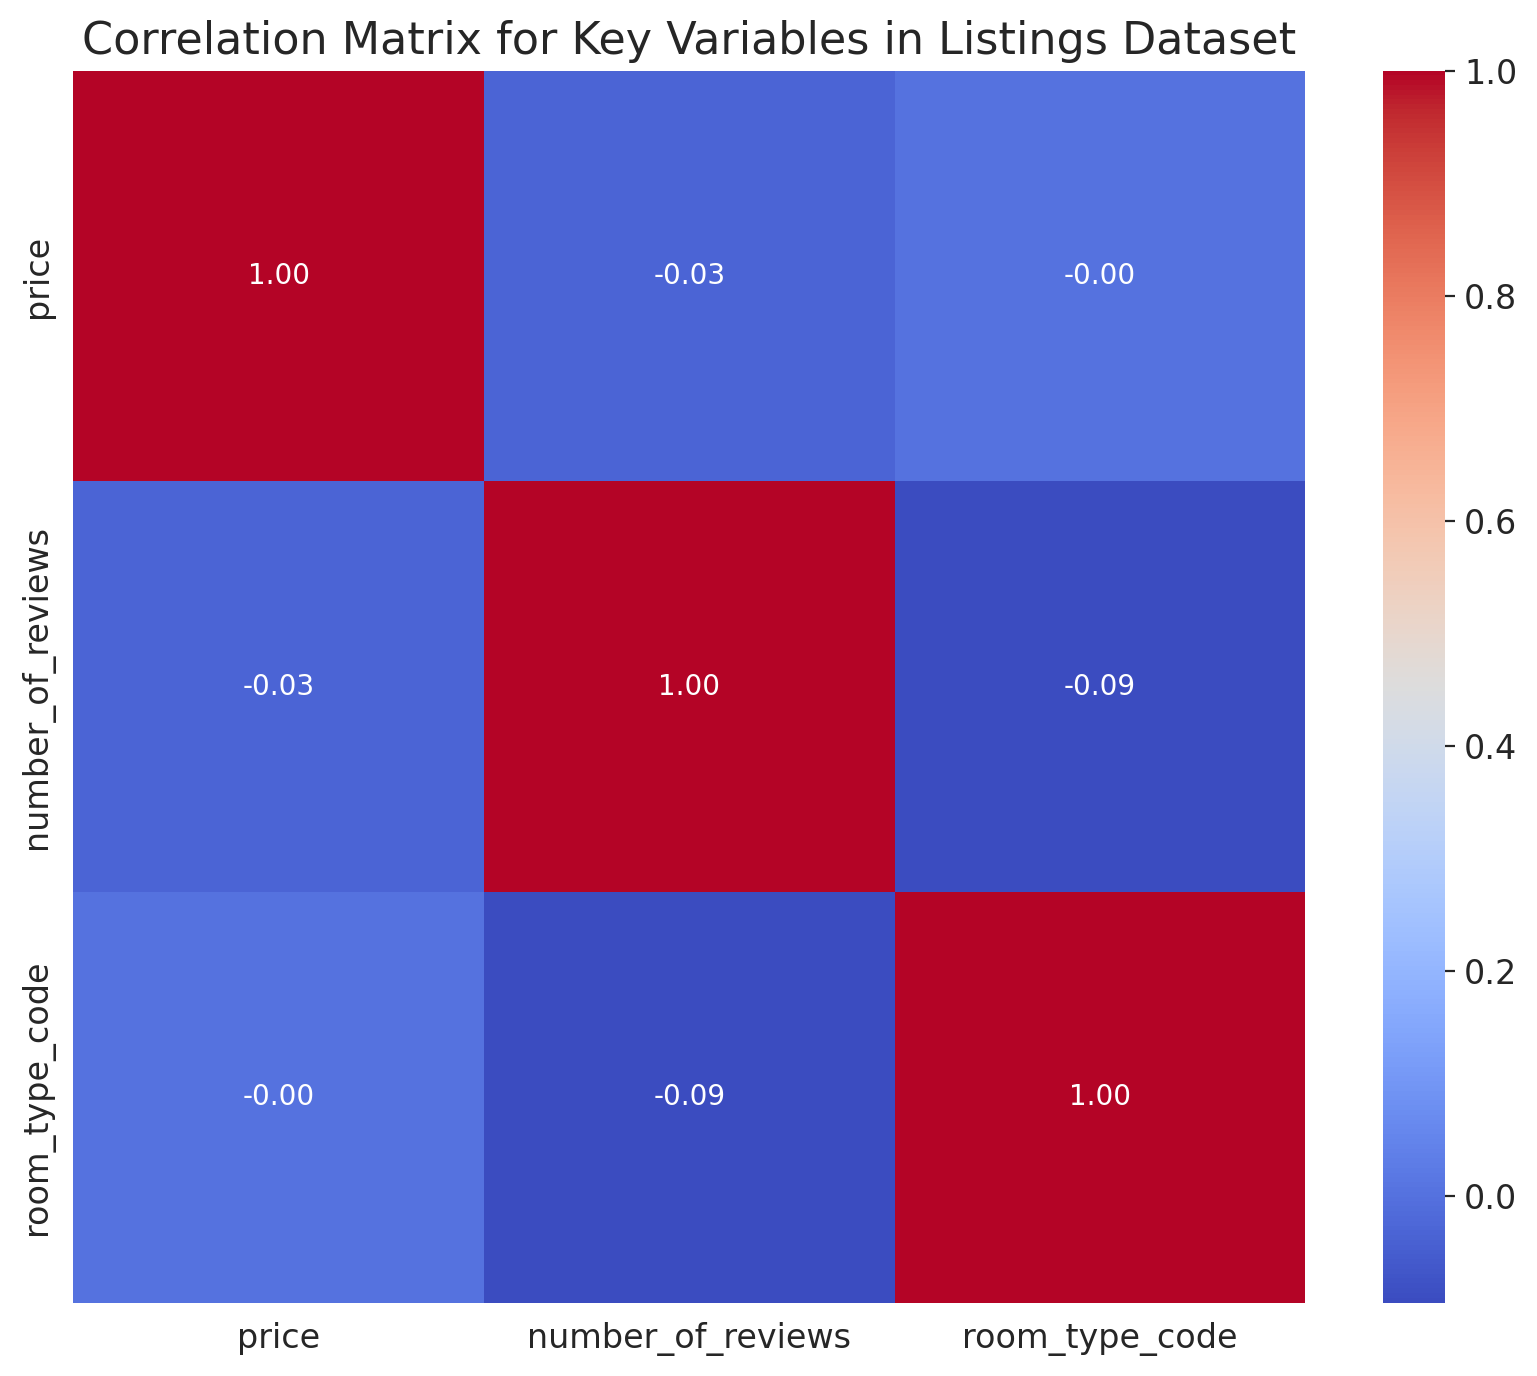 Correlation Matrix for Key Variables in Listings Dataset
price
1.00
-0.03
-0.00
number_of_reviews
-0.03
1.00
-0.09
room_type_code
-0.00
-0.09
1.00
price
number_of_reviews
room_type_code
1.0
0.8
0.6
0.4
0.2
0.0